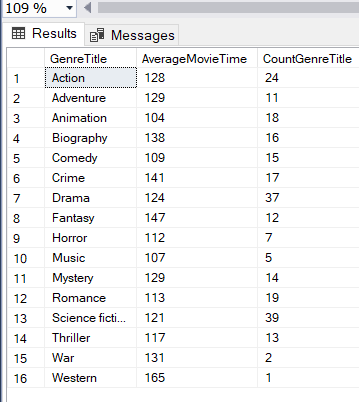 109 %
Results Messages
GenreTitle AverageMovieTime CountGenreTitle
1 Action 128 24
2 Adventure 129 11
3 Animation 104 18
4 Biography 138 16
5 Comedy 109 15
6 Crime 141 17
7 Drama 124 37
8 Fantasy 147 12
9 Horror 112 7
10 Music 107 5
11 Mystery 129 14
12 Romance 113 19
13 Science ficti... 121 39
14 Thriller 117 13
15 War 131 2
16 Western 165 1